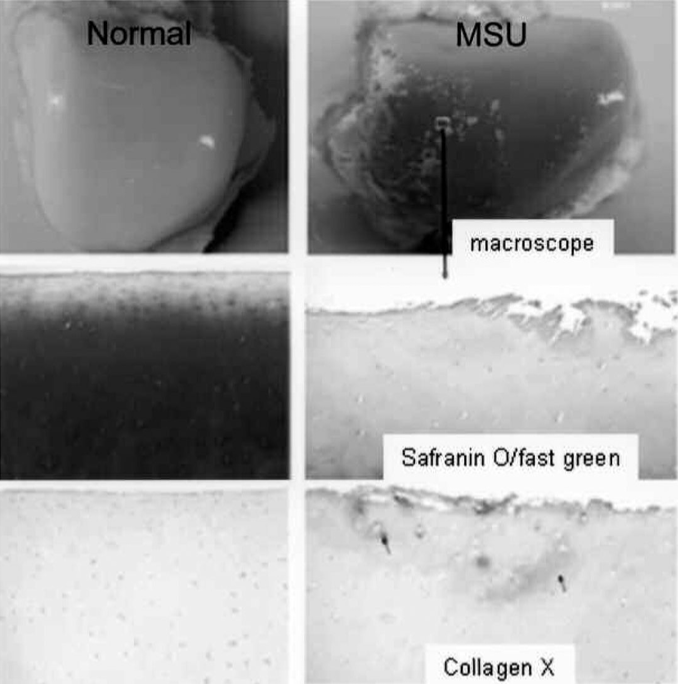 Normal
MSU
macroscope
Safranin O/fast green
Collagen X